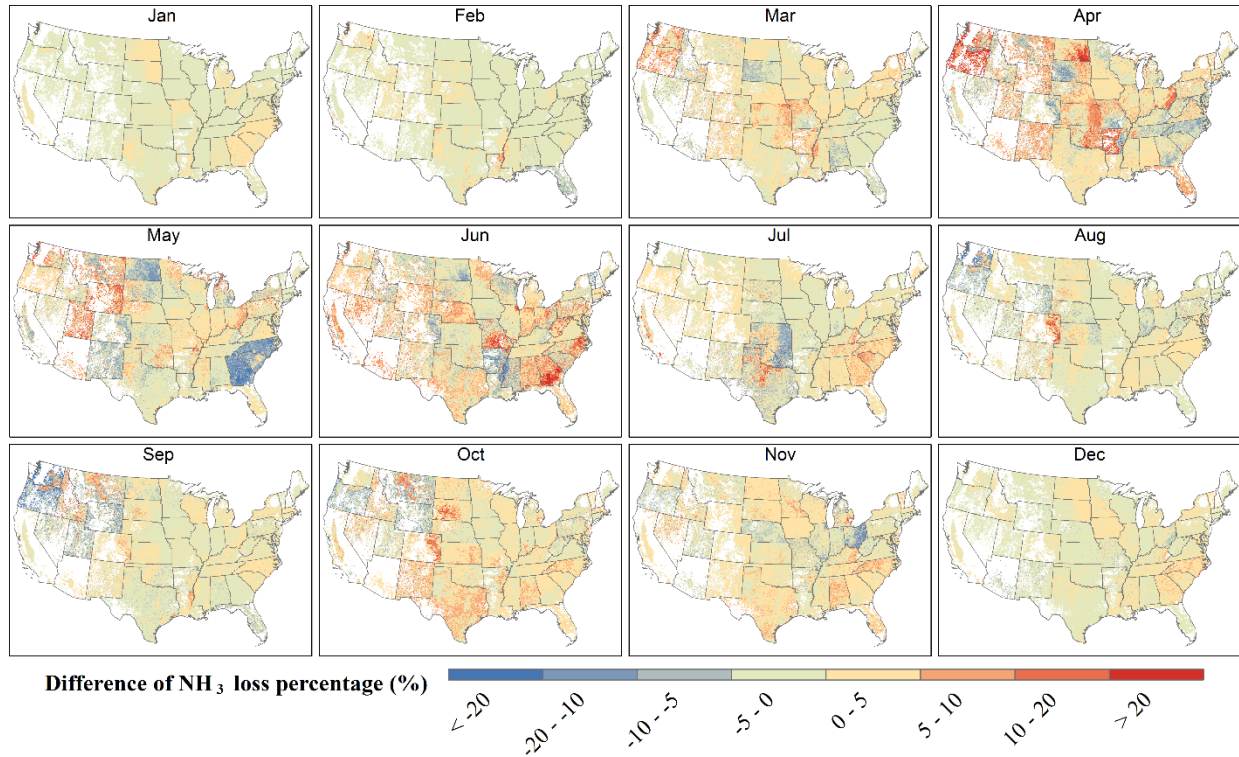 Jan Feb Mar Apr
May Jun Jul Aug
Sep Oct Nov Dec
Difference of NH₃ loss percentage (%)
< -20 -20 - -10 -10 - -5 -5 - 0 0 - 5 5 - 10 10 - 20 > 20